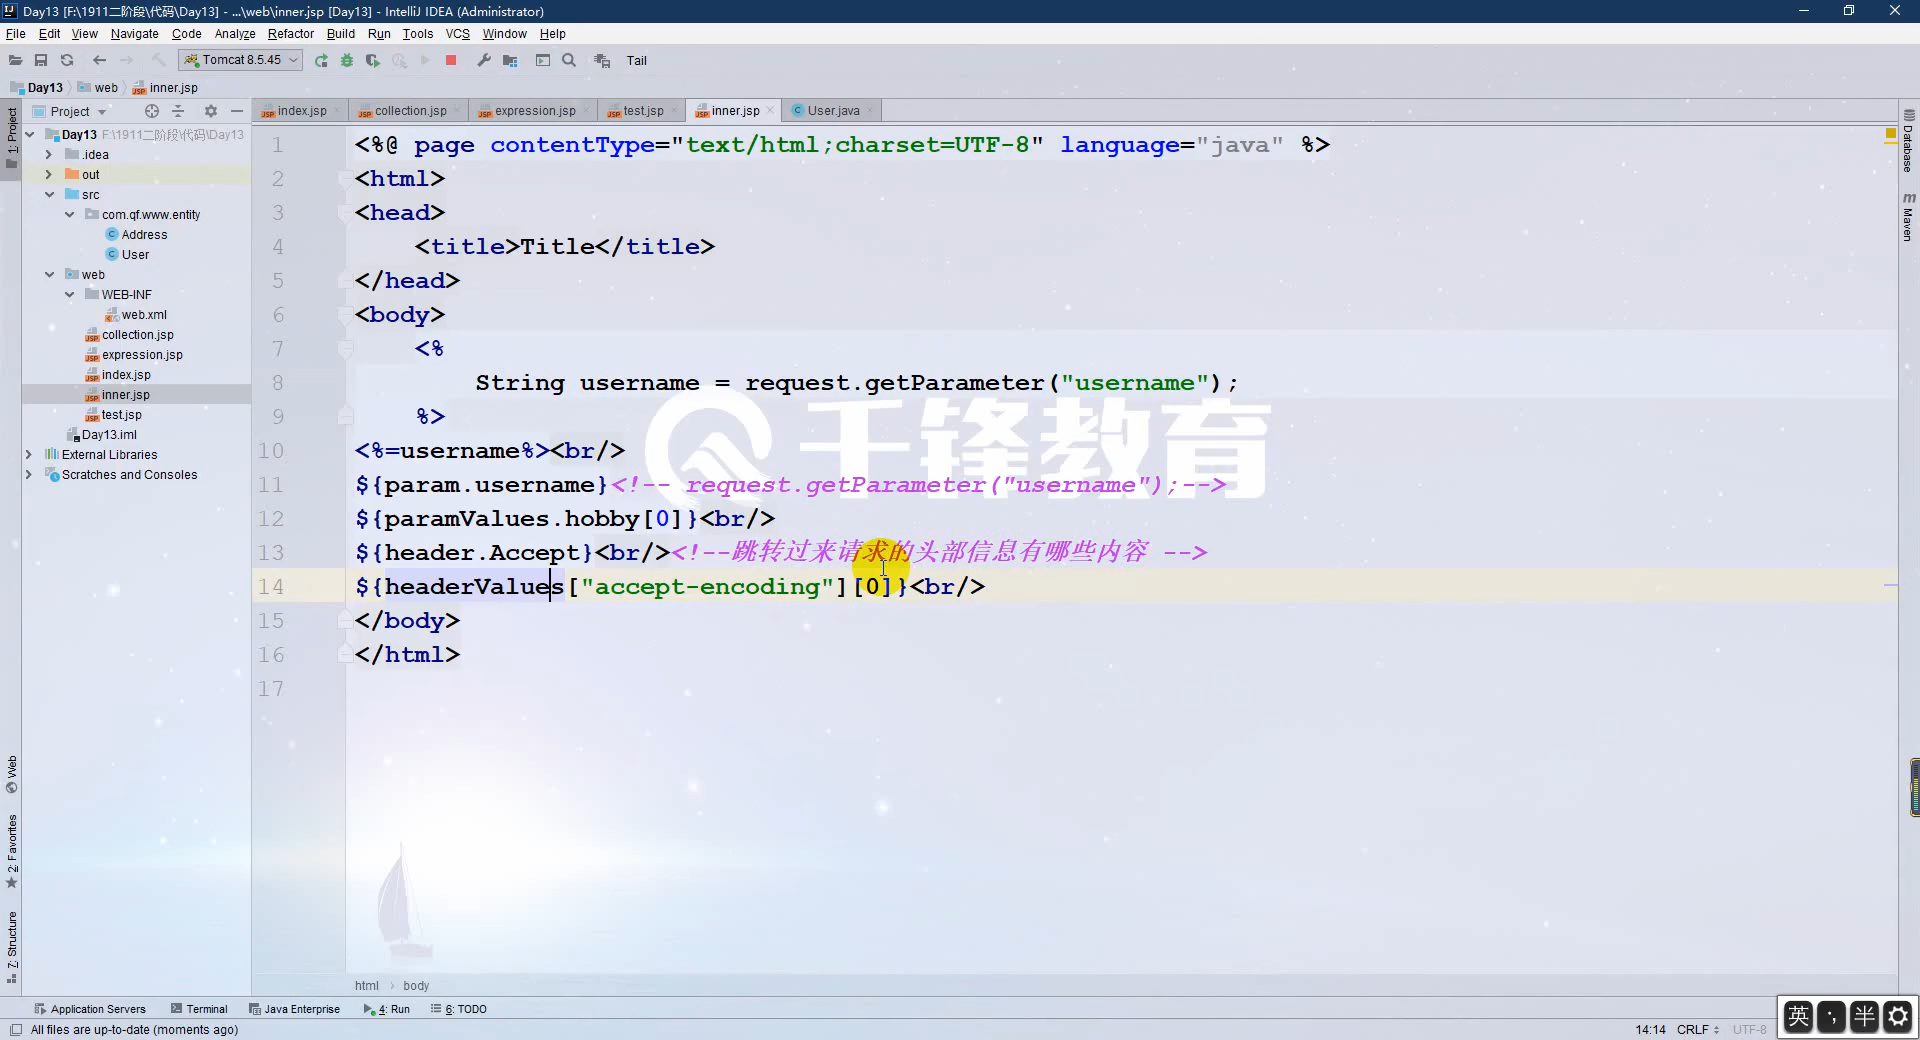 Day13 [F:\1911二阶段\代码\Day13] - ...\web\inner.jsp [Day13] - IntelliJ IDEA (Administrator)
File Edit View Navigate Code Analyze Refactor Build Run Tools VCS Window Help
Tomcat 8.5.45
Tail
Day13 web inner.jsp
Project
index.jsp collection.jsp expression.jsp test.jsp inner.jsp User.java
1: Project
Day13 F:\1911二阶段\代码\Day13
.idea
out
src
com.qf.www.entity
Address
User
web
WEB-INF
web.xml
collection.jsp
expression.jsp
index.jsp
inner.jsp
test.jsp
Day13.iml
External Libraries
Scratches and Consoles
1 <%@ page contentType="text/html;charset=UTF-8" language="java" %>
2 <html>
3 <head>
4 <title>Title</title>
5 </head>
6 <body>
7 <%
8 String username = request.getParameter("username");
9 %>
10 <%=username%><br/>
11 ${param.username}<!-- request.getParameter("username");-->
12 ${paramValues.hobby[0]}<br/>
13 ${header.Accept}<br/><!--跳转过来请求的头部信息有哪些内容 -->
14 ${headerValues["accept-encoding"][0]}<br/>
15 </body>
16 </html>
17
千锋教育
Database
Maven
Web
2: Favorites
7: Structure
html body
Application Servers Terminal Java Enterprise 4: Run 6: TODO
All files are up-to-date (moments ago)
14:14 CRLF UTF-8
英 半